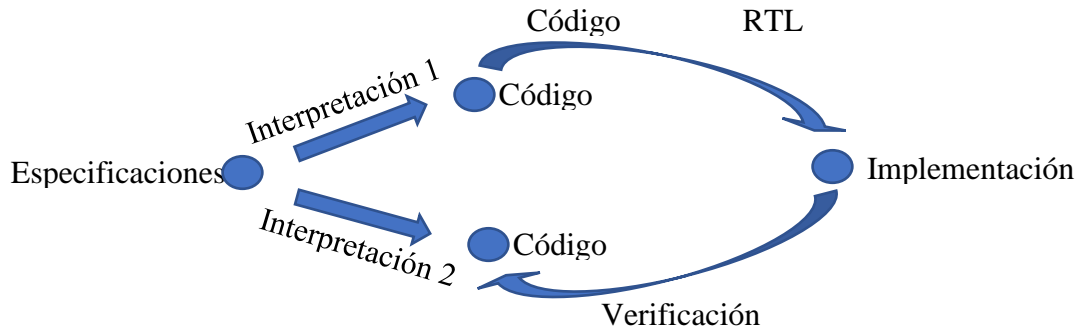 Código RTL
Interpretación 1
Código
Especificaciones
Implementación
Interpretación 2
Código
Verificación